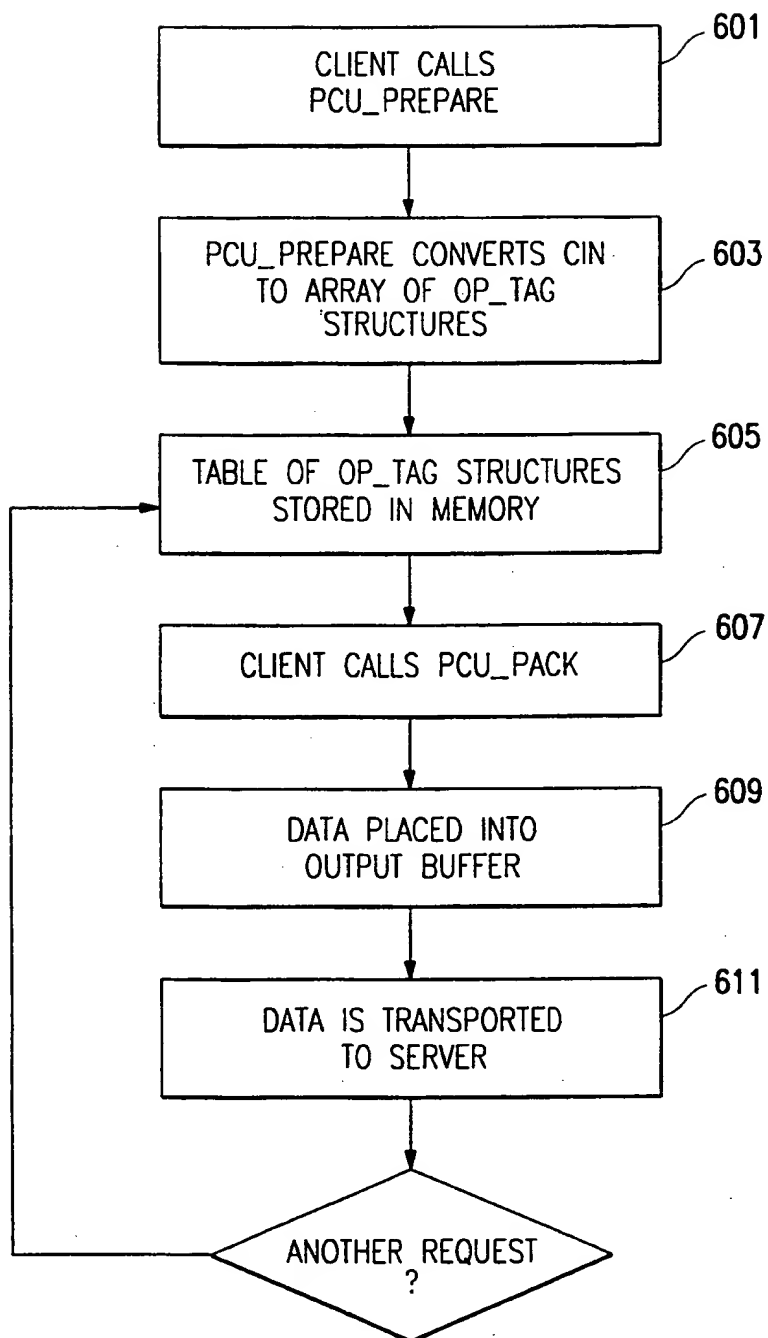 601
CLIENT CALLS
PCU_PREPARE
603
PCU_PREPARE CONVERTS CIN
TO ARRAY OF OP_TAG
STRUCTURES
605
TABLE OF OP_TAG STRUCTURES
STORED IN MEMORY
607
CLIENT CALLS PCU_PACK
609
DATA PLACED INTO
OUTPUT BUFFER
611
DATA IS TRANSPORTED
TO SERVER
ANOTHER REQUEST
?